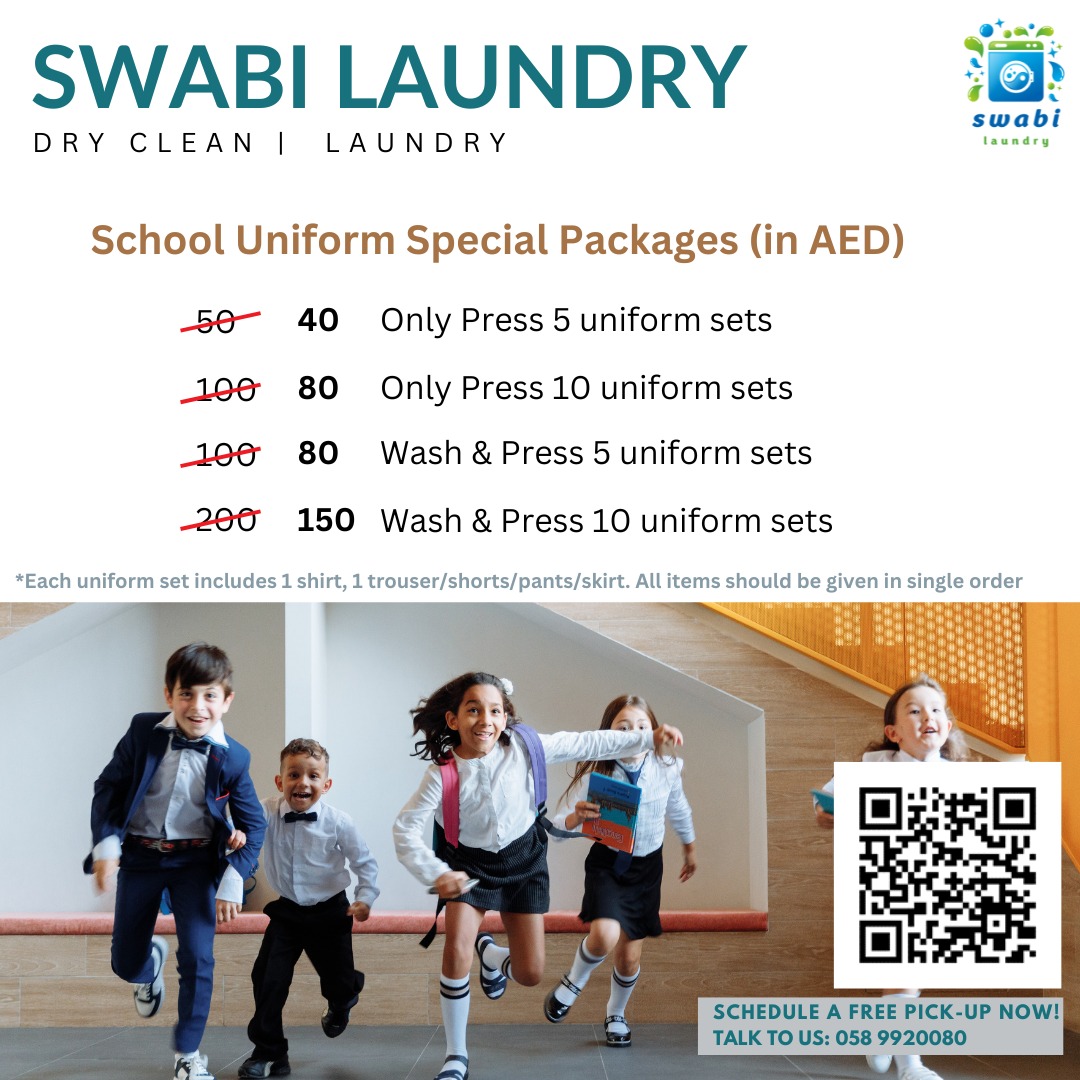 SWABI LAUNDRY
DRY CLEAN | LAUNDRY
swabi
laundry
School Uniform Special Packages (in AED)
50 40 Only Press 5 uniform sets
100 80 Only Press 10 uniform sets
100 80 Wash & Press 5 uniform sets
200 150 Wash & Press 10 uniform sets
*Each uniform set includes 1 shirt, 1 trouser/shorts/pants/skirt. All items should be given in single order
SCHEDULE A FREE PICK-UP NOW!
TALK TO US: 058 9920080